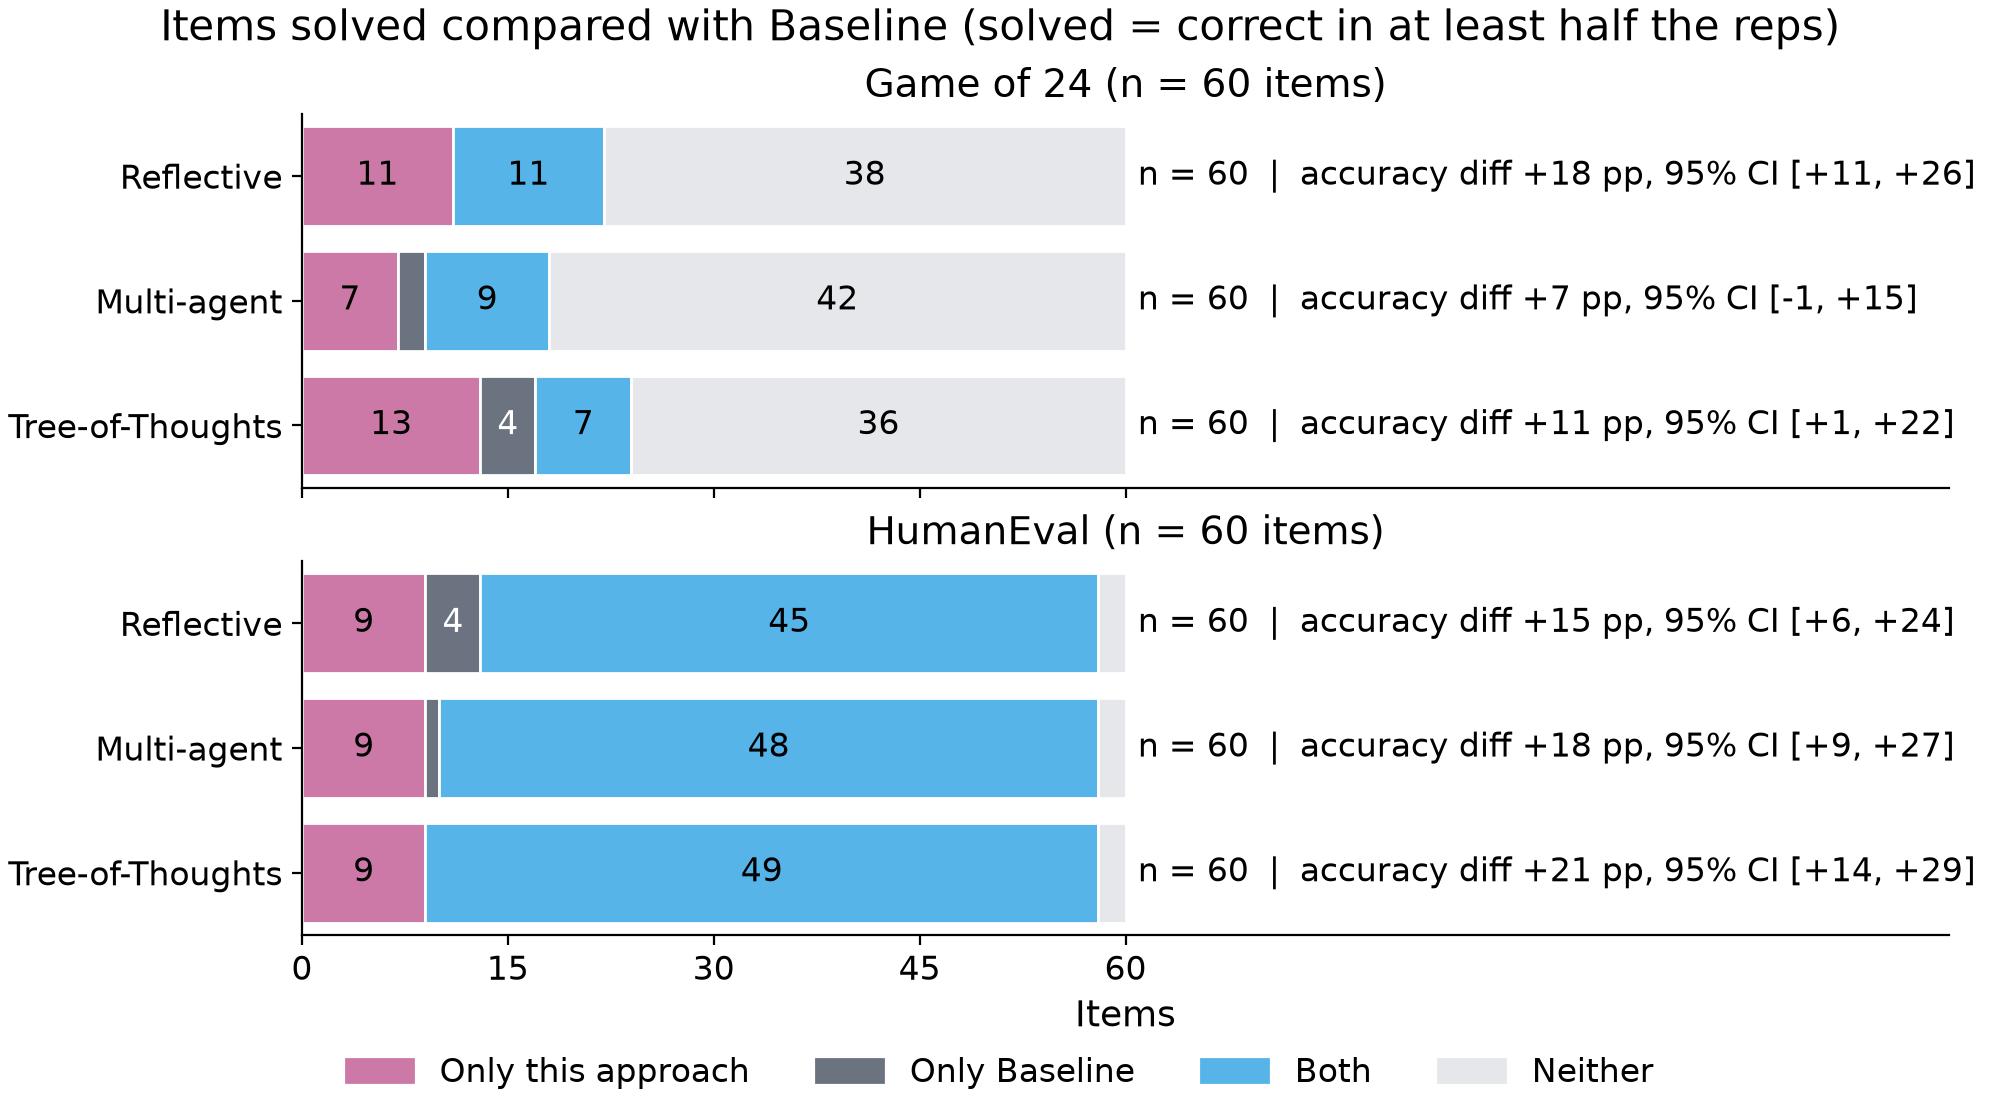 Items solved compared with Baseline (solved = correct in at least half the reps)
Game of 24 (n = 60 items)
Reflective 11 11 38 n = 60 | accuracy diff +18 pp, 95% CI [+11, +26]
Multi-agent 7 9 42 n = 60 | accuracy diff +7 pp, 95% CI [-1, +15]
Tree-of-Thoughts 13 4 7 36 n = 60 | accuracy diff +11 pp, 95% CI [+1, +22]
HumanEval (n = 60 items)
Reflective 9 4 45 n = 60 | accuracy diff +15 pp, 95% CI [+6, +24]
Multi-agent 9 48 n = 60 | accuracy diff +18 pp, 95% CI [+9, +27]
Tree-of-Thoughts 9 49 n = 60 | accuracy diff +21 pp, 95% CI [+14, +29]
0 15 30 45 60
Items
Only this approach Only Baseline Both Neither